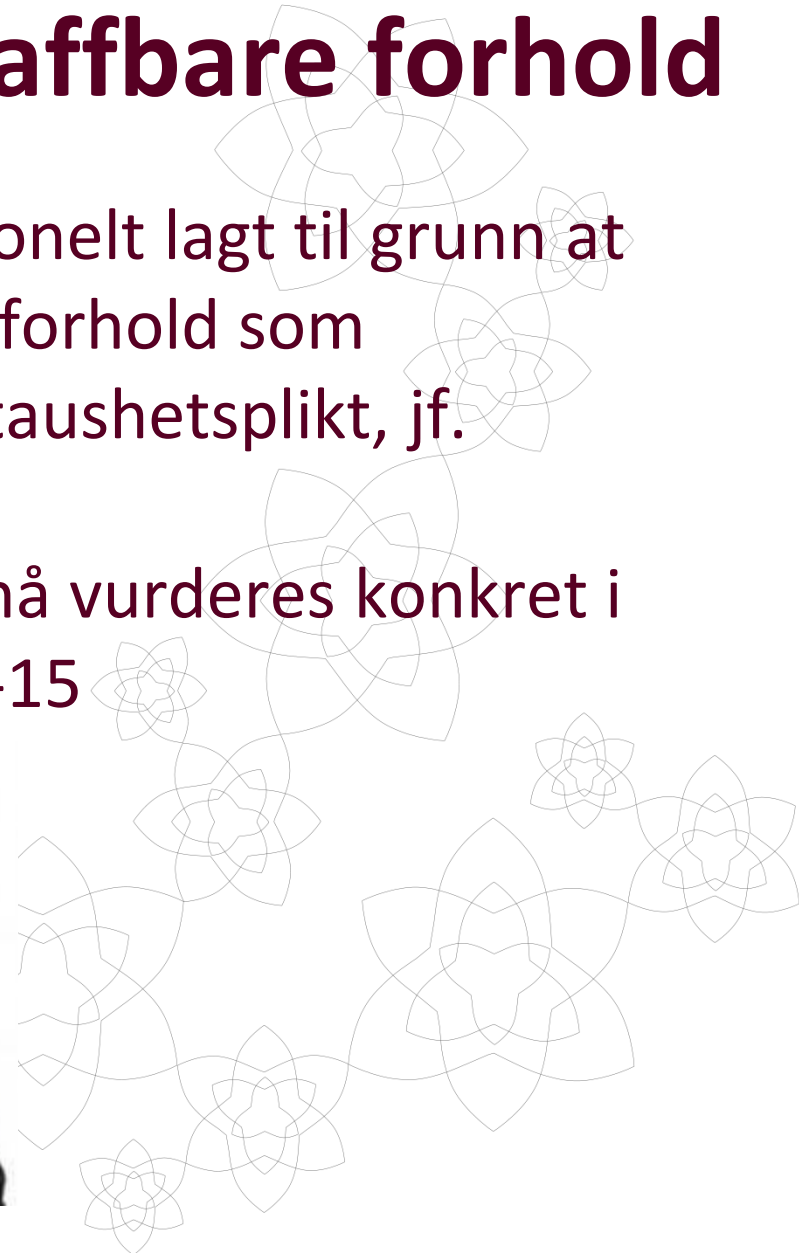 affbare forhold
onelt lagt til grunn at
forhold som
taushetsplikt, jf.
må vurderes konkret i
-15